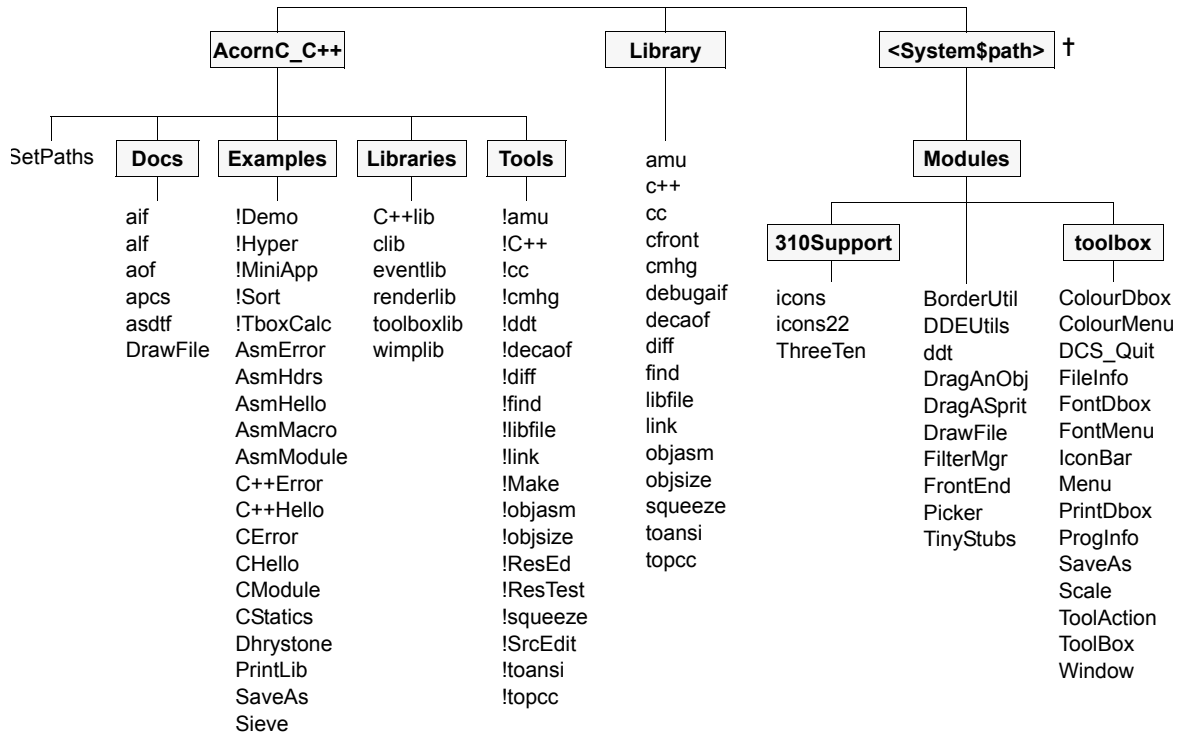 AcornC_C++
Library
<System$path> †
SetPaths
Docs
aif
alf
aof
apcs
asdtf
DrawFile
Examples
!Demo
!Hyper
!MiniApp
!Sort
!TboxCalc
AsmError
AsmHdrs
AsmHello
AsmMacro
AsmModule
C++Error
C++Hello
CError
CHello
CModule
CStatics
Dhrystone
PrintLib
SaveAs
Sieve
Libraries
C++lib
clib
eventlib
renderlib
toolboxlib
wimplib
Tools
!amu
!C++
!cc
!cmhg
!ddt
!decaof
!diff
!find
!libfile
!link
!Make
!objasm
!objsize
!ResEd
!ResTest
!squeeze
!SrcEdit
!toansi
!topcc
amu
c++
cc
cfront
cmhg
debugaif
decaof
diff
find
libfile
link
objasm
objsize
squeeze
toansi
topcc
Modules
310Support
icons
icons22
ThreeTen
BorderUtil
DDEUtils
ddt
DragAnObj
DragASprit
DrawFile
FilterMgr
FrontEnd
Picker
TinyStubs
toolbox
ColourDbox
ColourMenu
DCS_Quit
FileInfo
FontDbox
FontMenu
IconBar
Menu
PrintDbox
ProgInfo
SaveAs
Scale
ToolAction
ToolBox
Window